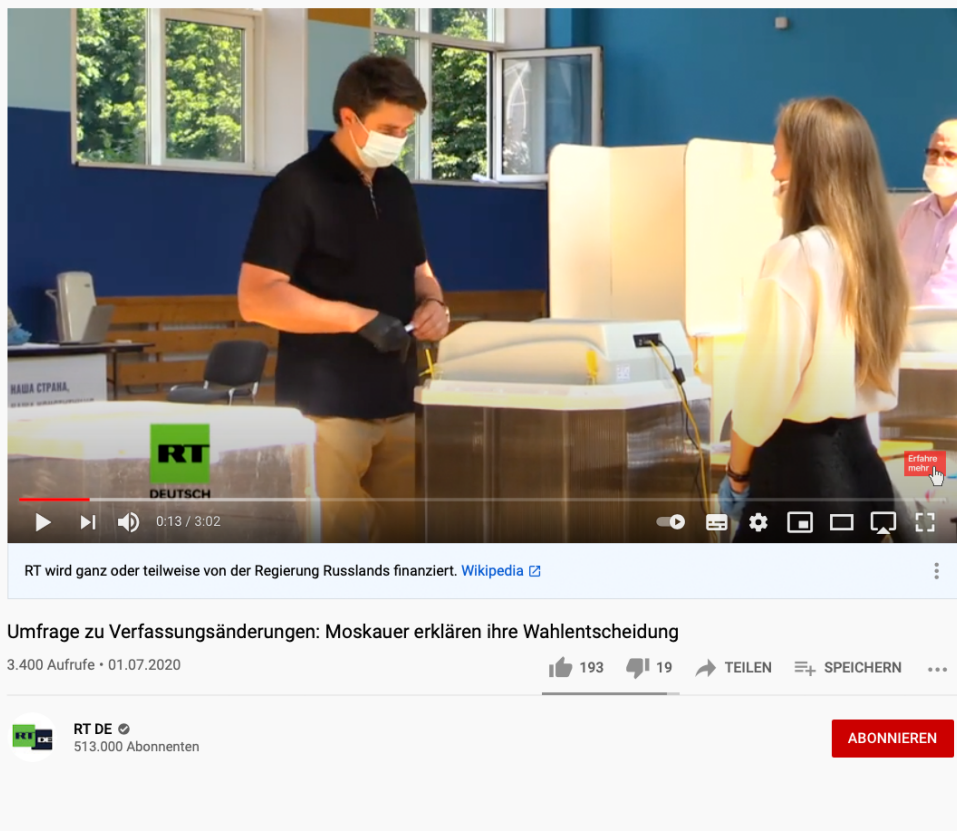 НАША СТРАНА,
RT
DEUTSCH
Erfahre
mehr
0:13 / 3:02
RT wird ganz oder teilweise von der Regierung Russlands finanziert. Wikipedia
Umfrage zu Verfassungsänderungen: Moskauer erklären ihre Wahlentscheidung
3.400 Aufrufe • 01.07.2020
193
19
TEILEN
SPEICHERN
RT DE
RT DE
513.000 Abonnenten
ABONNIEREN